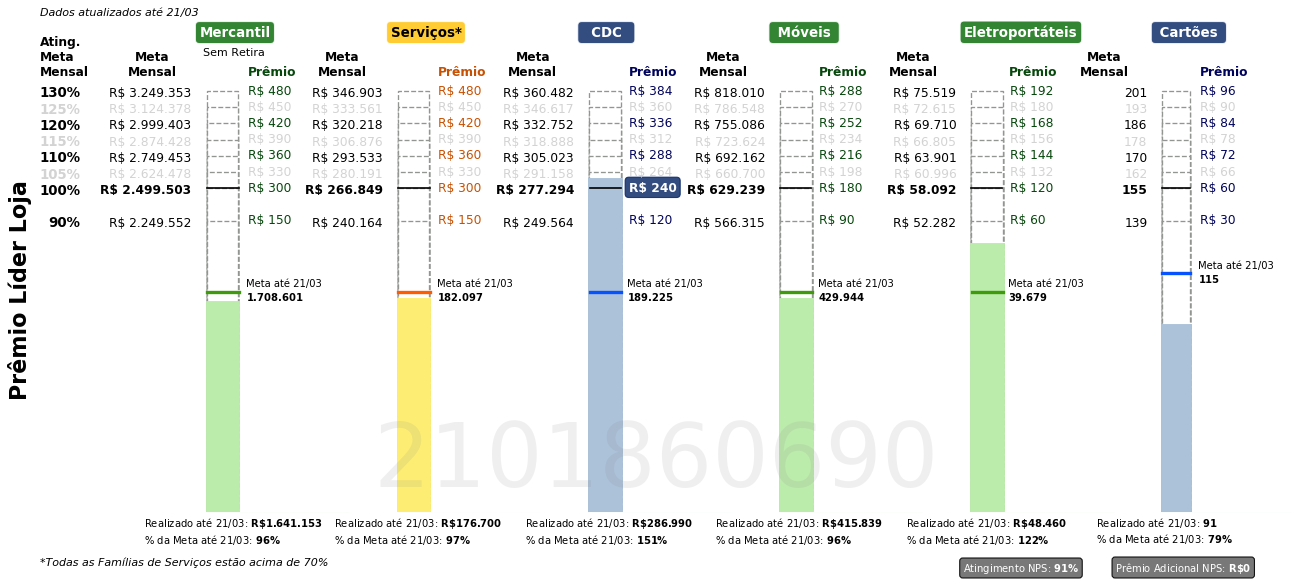 Dados atualizados até 21/03
Mercantil Serviços* CDC Móveis Eletroportáteis Cartões
Sem Retira
Ating. Meta Mensal Meta Mensal Prêmio Meta Mensal Prêmio Meta Mensal Prêmio Meta Mensal Prêmio Meta Mensal Prêmio Meta Mensal Prêmio
130% R$ 3.249.353 R$ 480 R$ 346.903 R$ 480 R$ 360.482 R$ 384 R$ 818.010 R$ 288 R$ 75.519 R$ 192 201 R$ 96
125% R$ 3.124.378 R$ 450 R$ 333.561 R$ 450 R$ 346.617 R$ 360 R$ 786.548 R$ 270 R$ 72.615 R$ 180 193 R$ 90
120% R$ 2.999.403 R$ 420 R$ 320.218 R$ 420 R$ 332.752 R$ 336 R$ 755.086 R$ 252 R$ 69.710 R$ 168 186 R$ 84
115% R$ 2.874.428 R$ 390 R$ 306.876 R$ 390 R$ 318.888 R$ 312 R$ 723.624 R$ 234 R$ 66.805 R$ 156 178 R$ 78
110% R$ 2.749.453 R$ 360 R$ 293.533 R$ 360 R$ 305.023 R$ 288 R$ 692.162 R$ 216 R$ 63.901 R$ 144 170 R$ 72
105% R$ 2.624.478 R$ 330 R$ 280.191 R$ 330 R$ 291.158 R$ 264 R$ 660.700 R$ 198 R$ 60.996 R$ 132 162 R$ 66
100% R$ 2.499.503 R$ 300 R$ 266.849 R$ 300 R$ 277.294 R$ 240 R$ 629.239 R$ 180 R$ 58.092 R$ 120 155 R$ 60
90% R$ 2.249.552 R$ 150 R$ 240.164 R$ 150 R$ 249.564 R$ 120 R$ 566.315 R$ 90 R$ 52.282 R$ 60 139 R$ 30
Prêmio Líder Loja
Meta até 21/03 Meta até 21/03 Meta até 21/03 Meta até 21/03 Meta até 21/03 Meta até 21/03
1.708.601 182.097 189.225 429.944 39.679 115
2101860690
Realizado até 21/03: R$1.641.153 Realizado até 21/03: R$176.700 Realizado até 21/03: R$286.990 Realizado até 21/03: R$415.839 Realizado até 21/03: R$48.460 Realizado até 21/03: 91
% da Meta até 21/03: 96% % da Meta até 21/03: 97% % da Meta até 21/03: 151% % da Meta até 21/03: 96% % da Meta até 21/03: 122% % da Meta até 21/03: 79%
*Todas as Famílias de Serviços estão acima de 70% Atingimento NPS: 91% Prêmio Adicional NPS: R$0